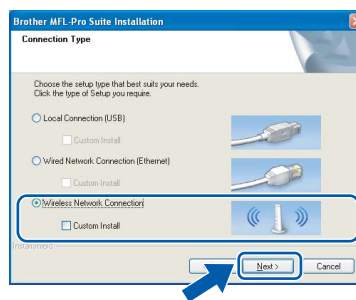 Brother MFL-Pro Suite Installation
Connection Type
Choose the setup type that best suits your needs.
Click the type of Setup you require.
Local Connection (USB)
Custom Install
Wired Network Connection (Ethernet)
Custom Install
Wireless Network Connection
Custom Install
InstallShield
Next >
Cancel